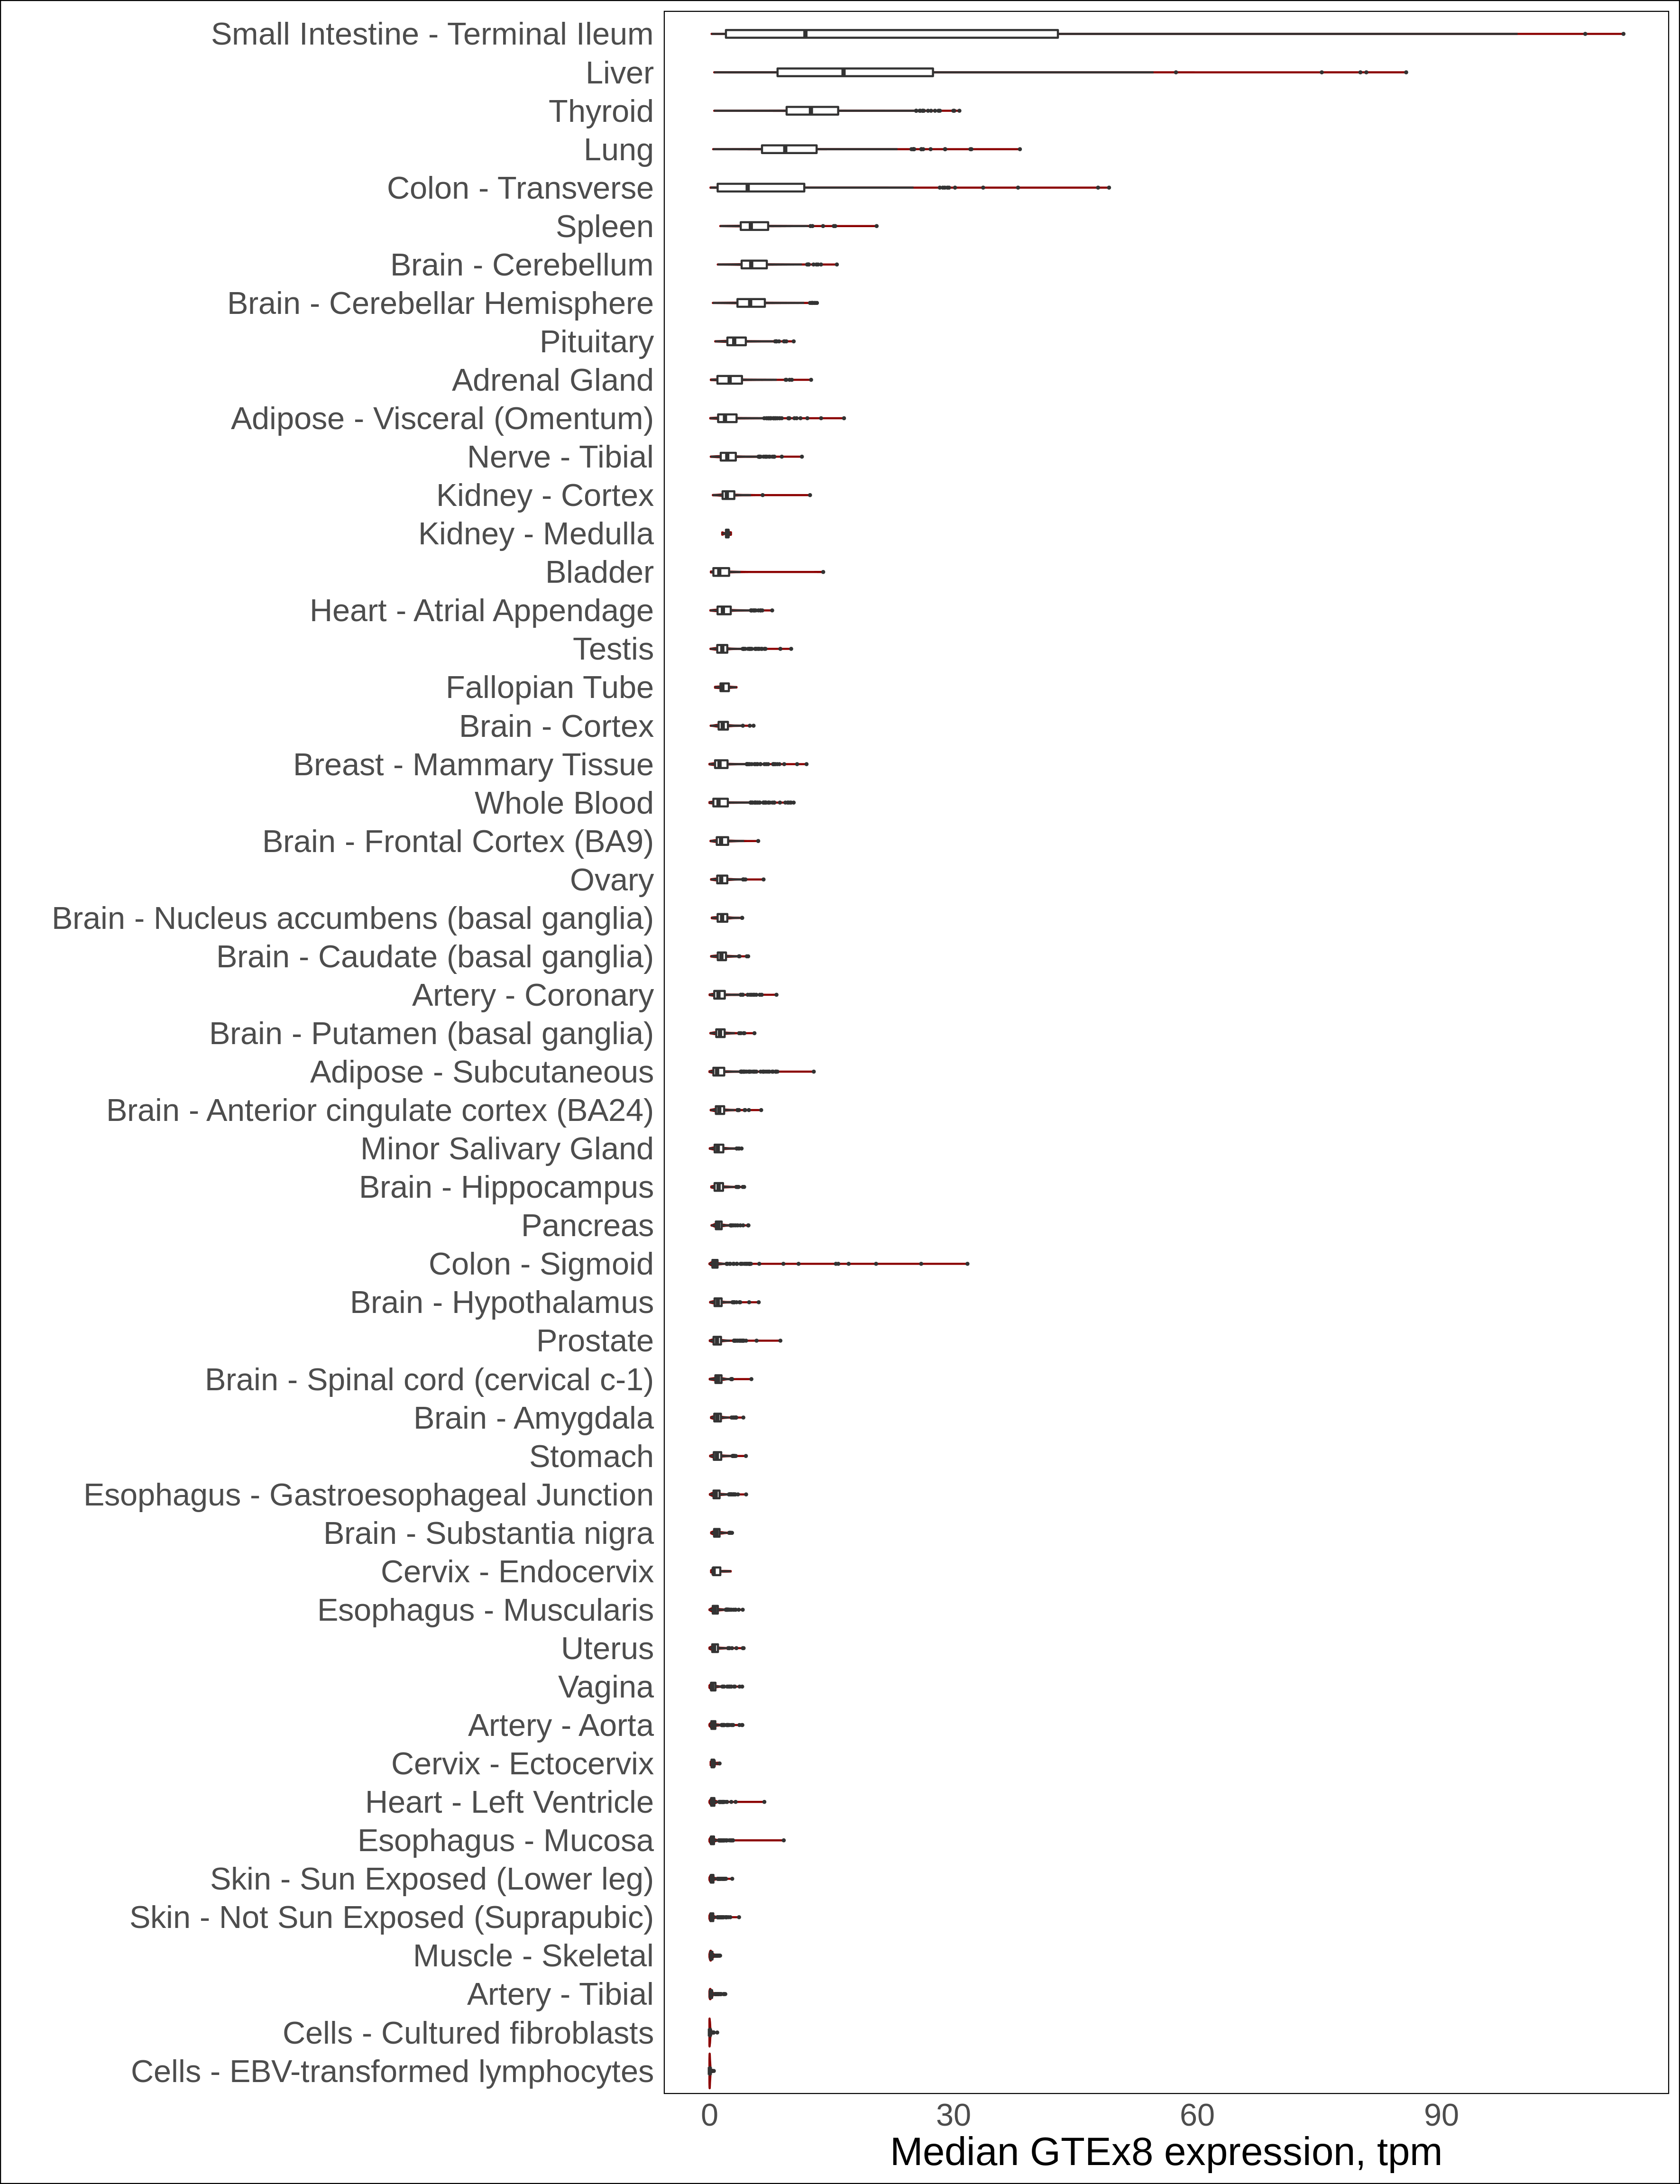 Small Intestine - Terminal Ileum
Liver
Thyroid
Lung
Colon - Transverse
Spleen
Brain - Cerebellum
Brain - Cerebellar Hemisphere
Pituitary
Adrenal Gland
Adipose - Visceral (Omentum)
Nerve - Tibial
Kidney - Cortex
Kidney - Medulla
Bladder
Heart - Atrial Appendage
Testis
Fallopian Tube
Brain - Cortex
Breast - Mammary Tissue
Whole Blood
Brain - Frontal Cortex (BA9)
Ovary
Brain - Nucleus accumbens (basal ganglia)
Brain - Caudate (basal ganglia)
Artery - Coronary
Brain - Putamen (basal ganglia)
Adipose - Subcutaneous
Brain - Anterior cingulate cortex (BA24)
Minor Salivary Gland
Brain - Hippocampus
Pancreas
Colon - Sigmoid
Brain - Hypothalamus
Prostate
Brain - Spinal cord (cervical c-1)
Brain - Amygdala
Stomach
Esophagus - Gastroesophageal Junction
Brain - Substantia nigra
Cervix - Endocervix
Esophagus - Muscularis
Uterus
Vagina
Artery - Aorta
Cervix - Ectocervix
Heart - Left Ventricle
Esophagus - Mucosa
Skin - Sun Exposed (Lower leg)
Skin - Not Sun Exposed (Suprapubic)
Muscle - Skeletal
Artery - Tibial
Cells - Cultured fibroblasts
Cells - EBV-transformed lymphocytes
0 30 60 90
Median GTEx8 expression, tpm